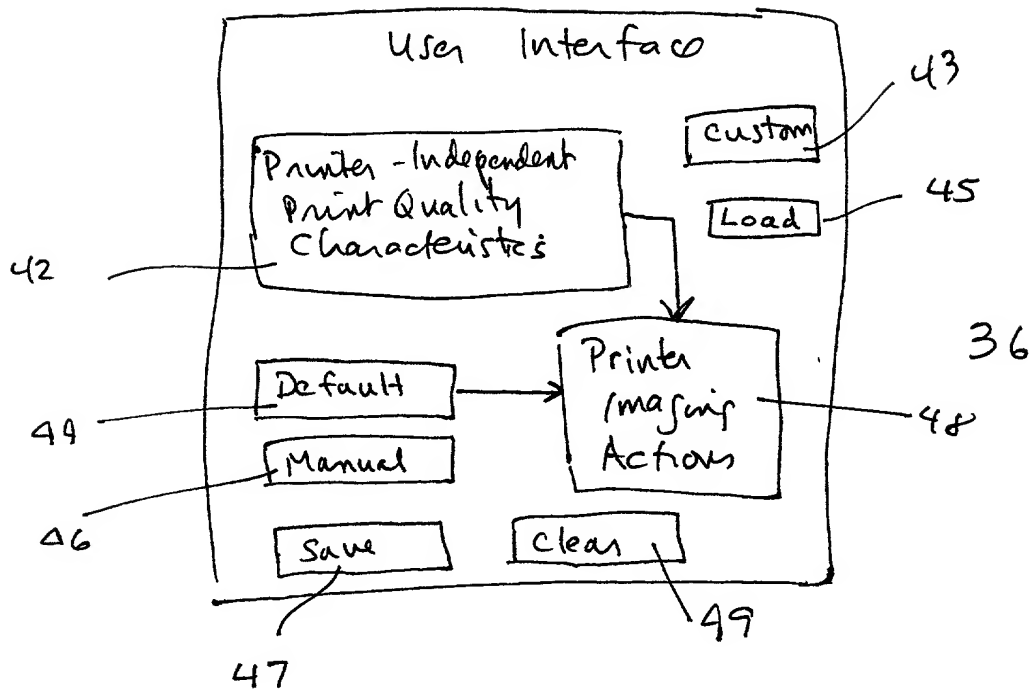 User Interface
43
Custom
Printer-Independent
Print Quality
Characteristics
45
Load
42
36
Printer
Imaging
Actions
48
Default
44
Manual
46
Save
Clear
49
47